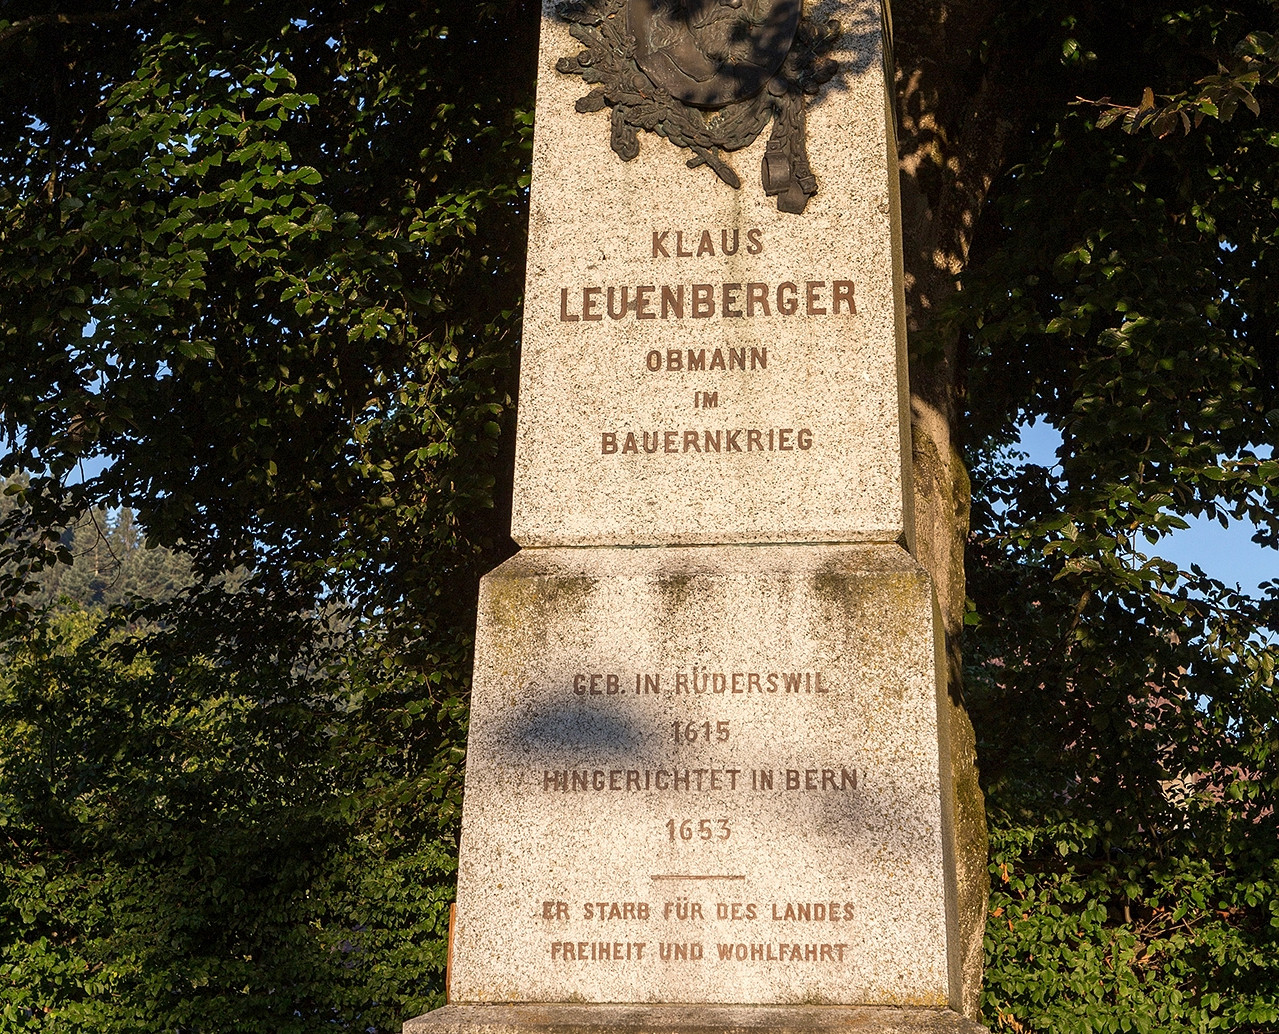 KLAUS
LEUENBERGER
OBMANN
IM
BAUERNKRIEG
GEB. IN RÜDERSWIL
1615
HINGERICHTET IN BERN
1653
ER STARB FÜR DES LANDES
FREIHEIT UND WOHLFAHRT